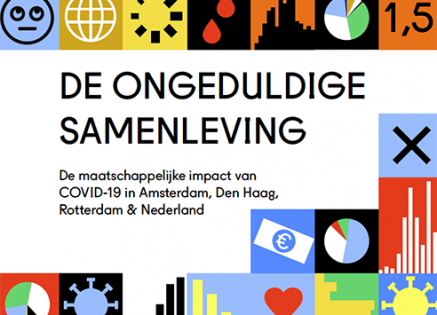 1,5
DE ONGEDULDIGE
SAMENLEVING
De maatschappelijke impact van
COVID-19 in Amsterdam, Den Haag,
Rotterdam & Nederland
€